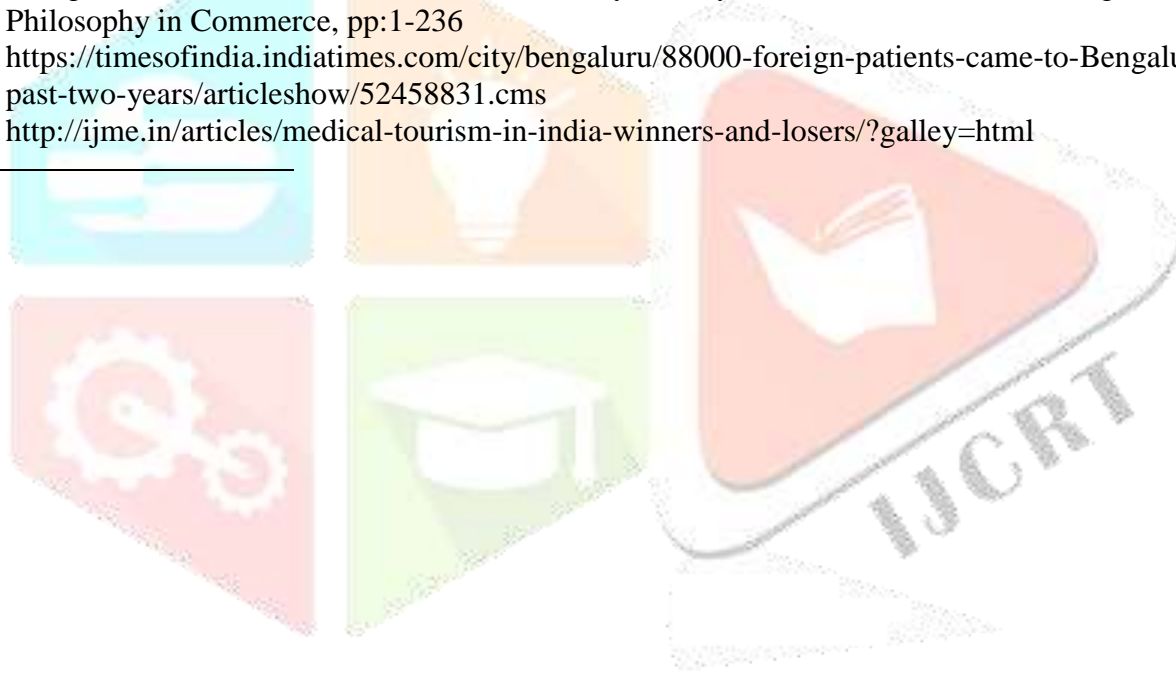 Philosophy in Commerce, pp:1-236
https://timesofindia.indiatimes.com/city/bengaluru/88000-foreign-patients-came-to-Bengalu
past-two-years/articleshow/52458831.cms
http://ijme.in/articles/medical-tourism-in-india-winners-and-losers/?galley=html
IJCRT